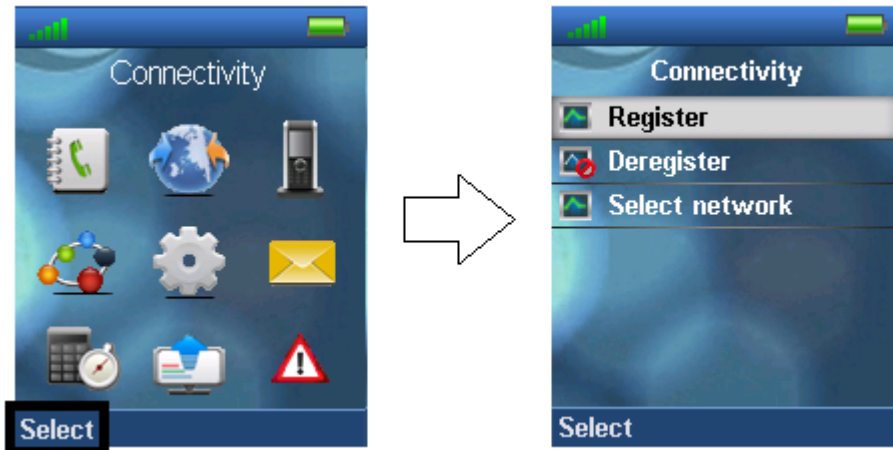 Connectivity
Select
Connectivity
Register
Deregister
Select network
Select